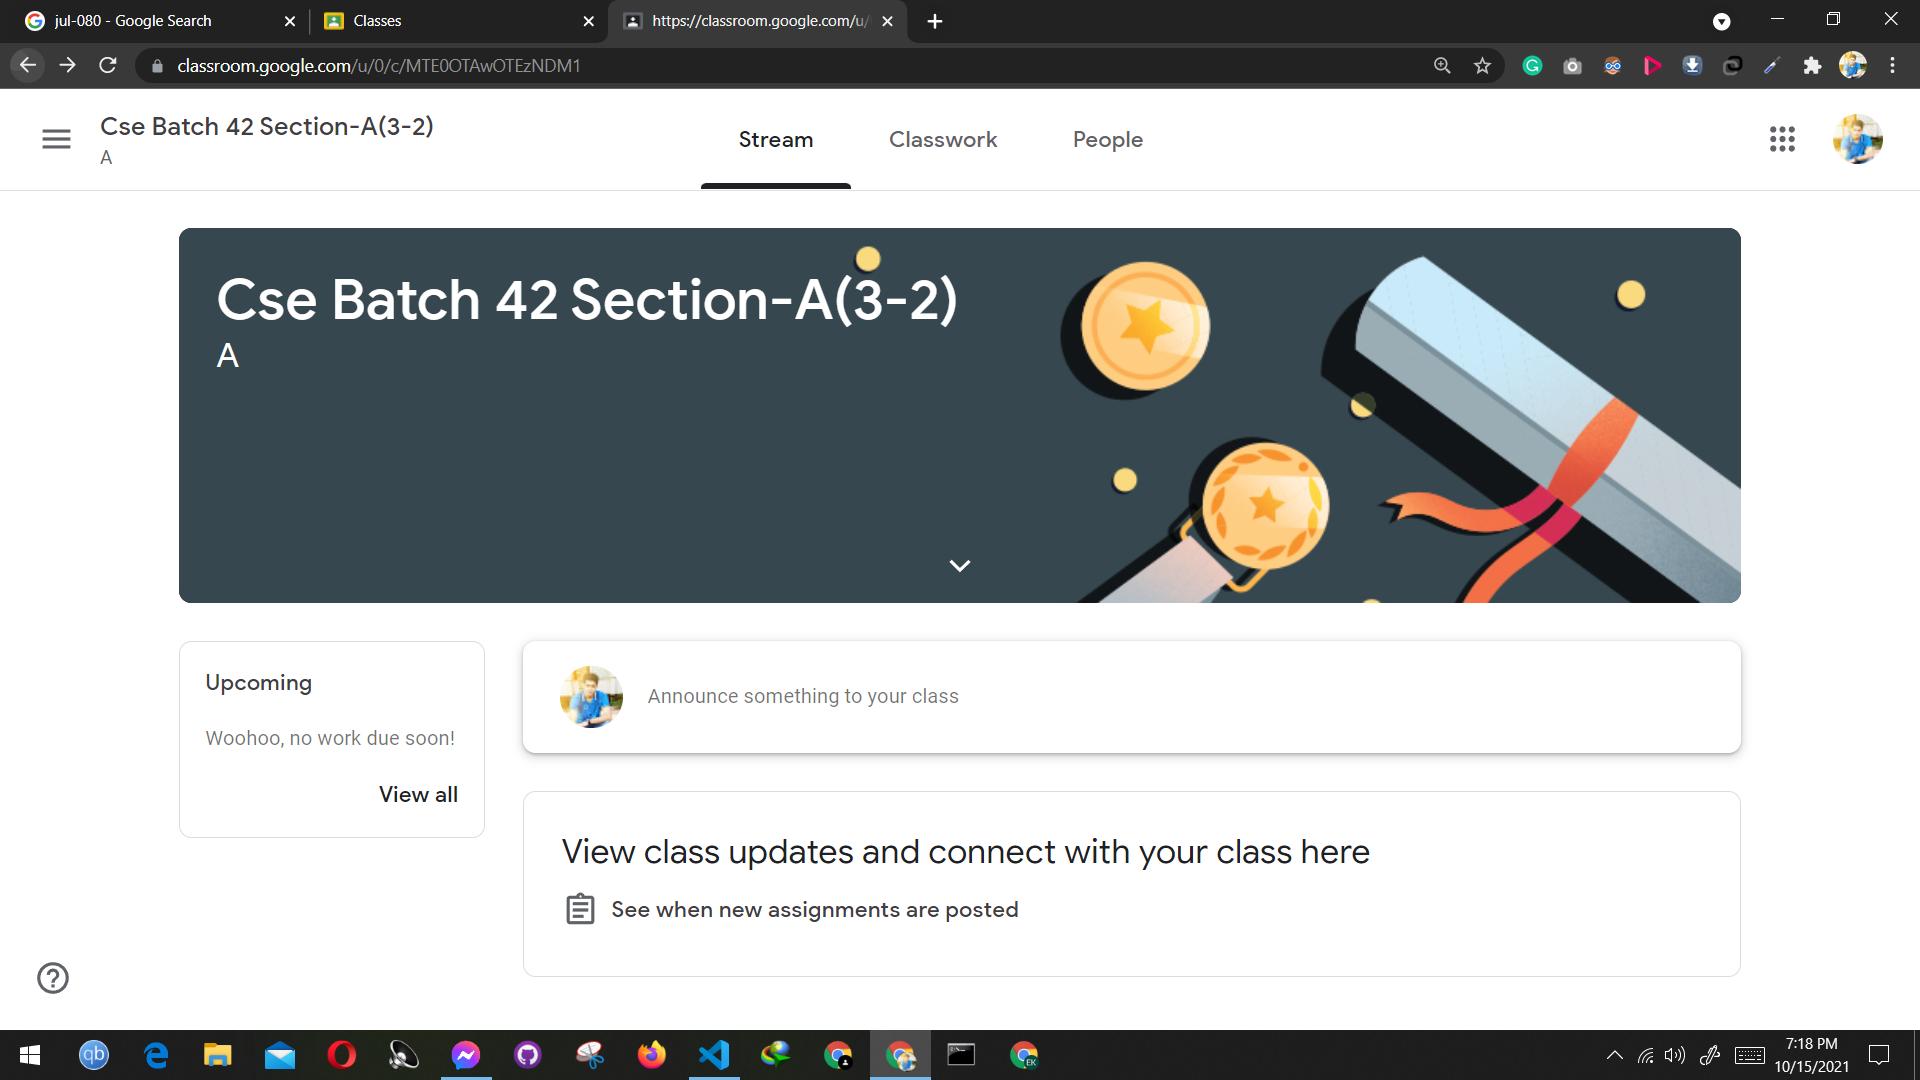 jul-080 - Google Search
Classes
https://classroom.google.com/u/
classroom.google.com/u/0/c/MTE0OTAwOTEzNDM1
Cse Batch 42 Section-A(3-2)
A
Stream
Classwork
People
Cse Batch 42 Section-A(3-2)
A
Upcoming
Woohoo, no work due soon!
View all
Announce something to your class
View class updates and connect with your class here
See when new assignments are posted
qb
EK
7:18 PM
10/15/2021